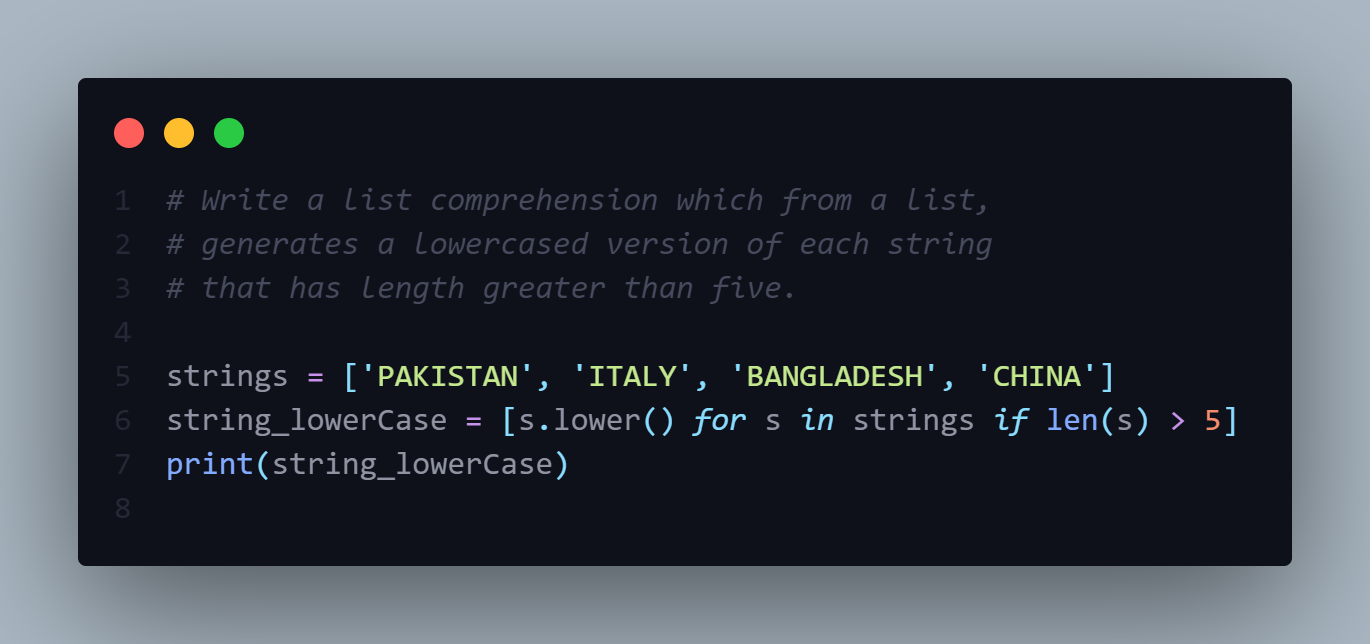 1 # Write a list comprehension which from a list,
2 # generates a lowercased version of each string
3 # that has length greater than five.
4
5 strings = ['PAKISTAN', 'ITALY', 'BANGLADESH', 'CHINA']
6 string_lowerCase = [s.lower() for s in strings if len(s) > 5]
7 print(string_lowerCase)
8